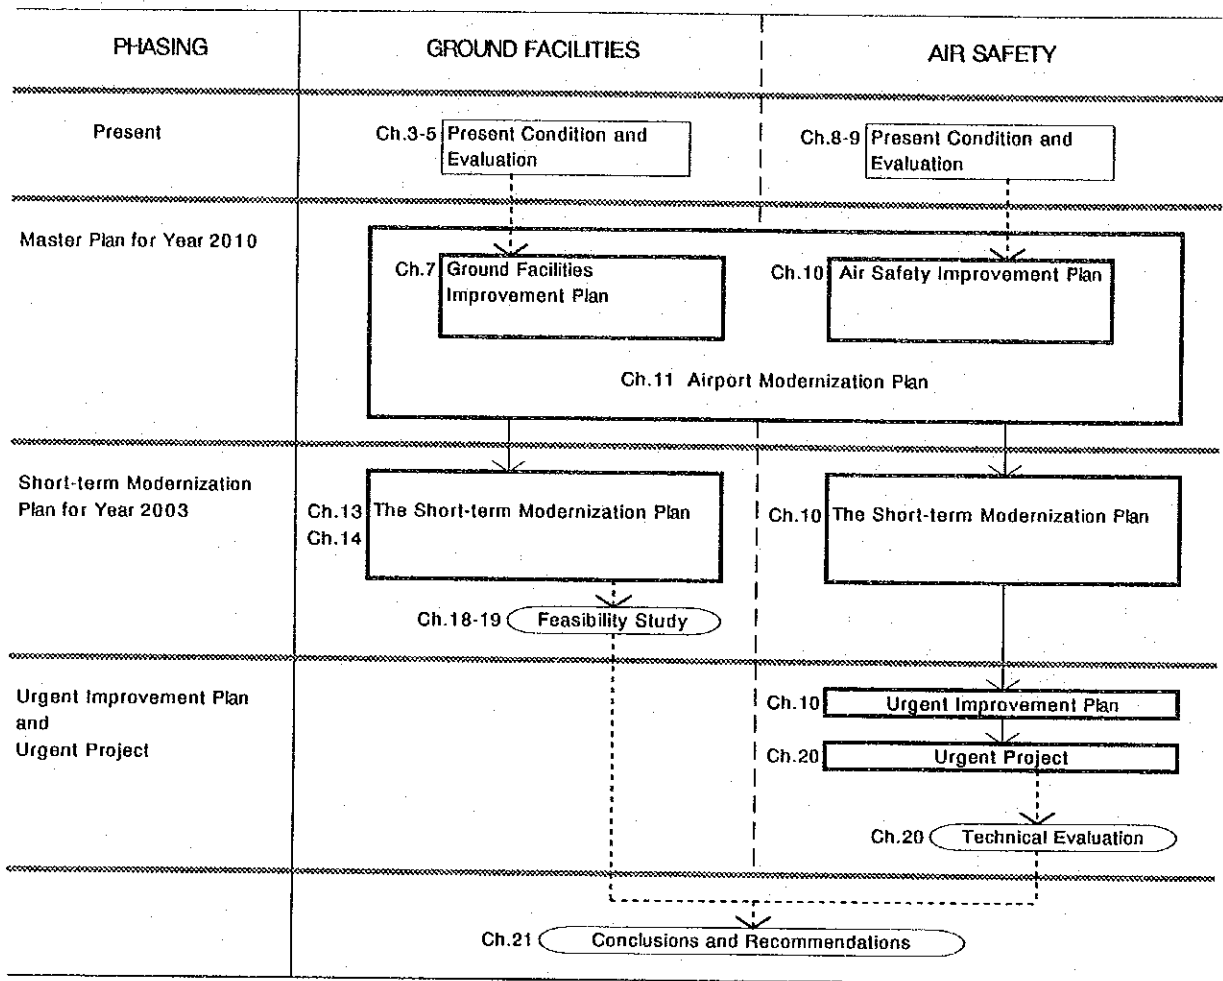 PHASING
GROUND FACILITIES
AIR SAFETY
Present
Ch.3-5
Present Condition and
Evaluation
Ch.8-9
Present Condition and
Evaluation
Master Plan for Year 2010
Ch.7
Ground Facilities
Improvement Plan
Ch.10
Air Safety Improvement Plan
Ch.11 Airport Modernization Plan
Short-term Modernization
Plan for Year 2003
Ch.13
Ch.14
The Short-term Modernization Plan
Ch.10
The Short-term Modernization Plan
Ch.18-19
Feasibility Study
Urgent Improvement Plan
and
Urgent Project
Ch.10
Urgent Improvement Plan
Ch.20
Urgent Project
Ch.20
Technical Evaluation
Ch.21
Conclusions and Recommendations